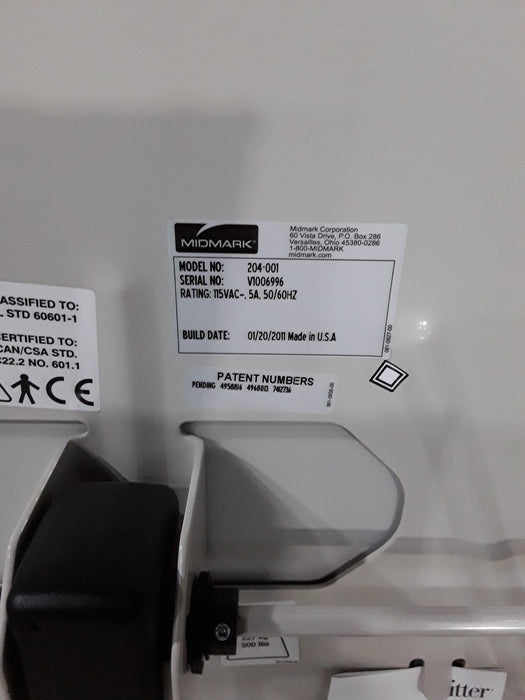 MIDMARK®
Midmark Corporation
60 Vista Drive, P.O. Box 286
Versailles, Ohio 45380-0286
1-800-MIDMARK
midmark.com
MODEL NO: 204-001
SERIAL NO: V1006996
RATING: 115VAC~, 5A, 50/60HZ
BUILD DATE: 01/20/2011 Made in U.S.A
PATENT NUMBERS
PENDING 4958816 4968013 7412736
ASSIFIED TO:
STD 60601-1
ERTIFIED TO:
CAN/CSA STD.
C22.2 NO. 601.1
CE
500 lbs
itter